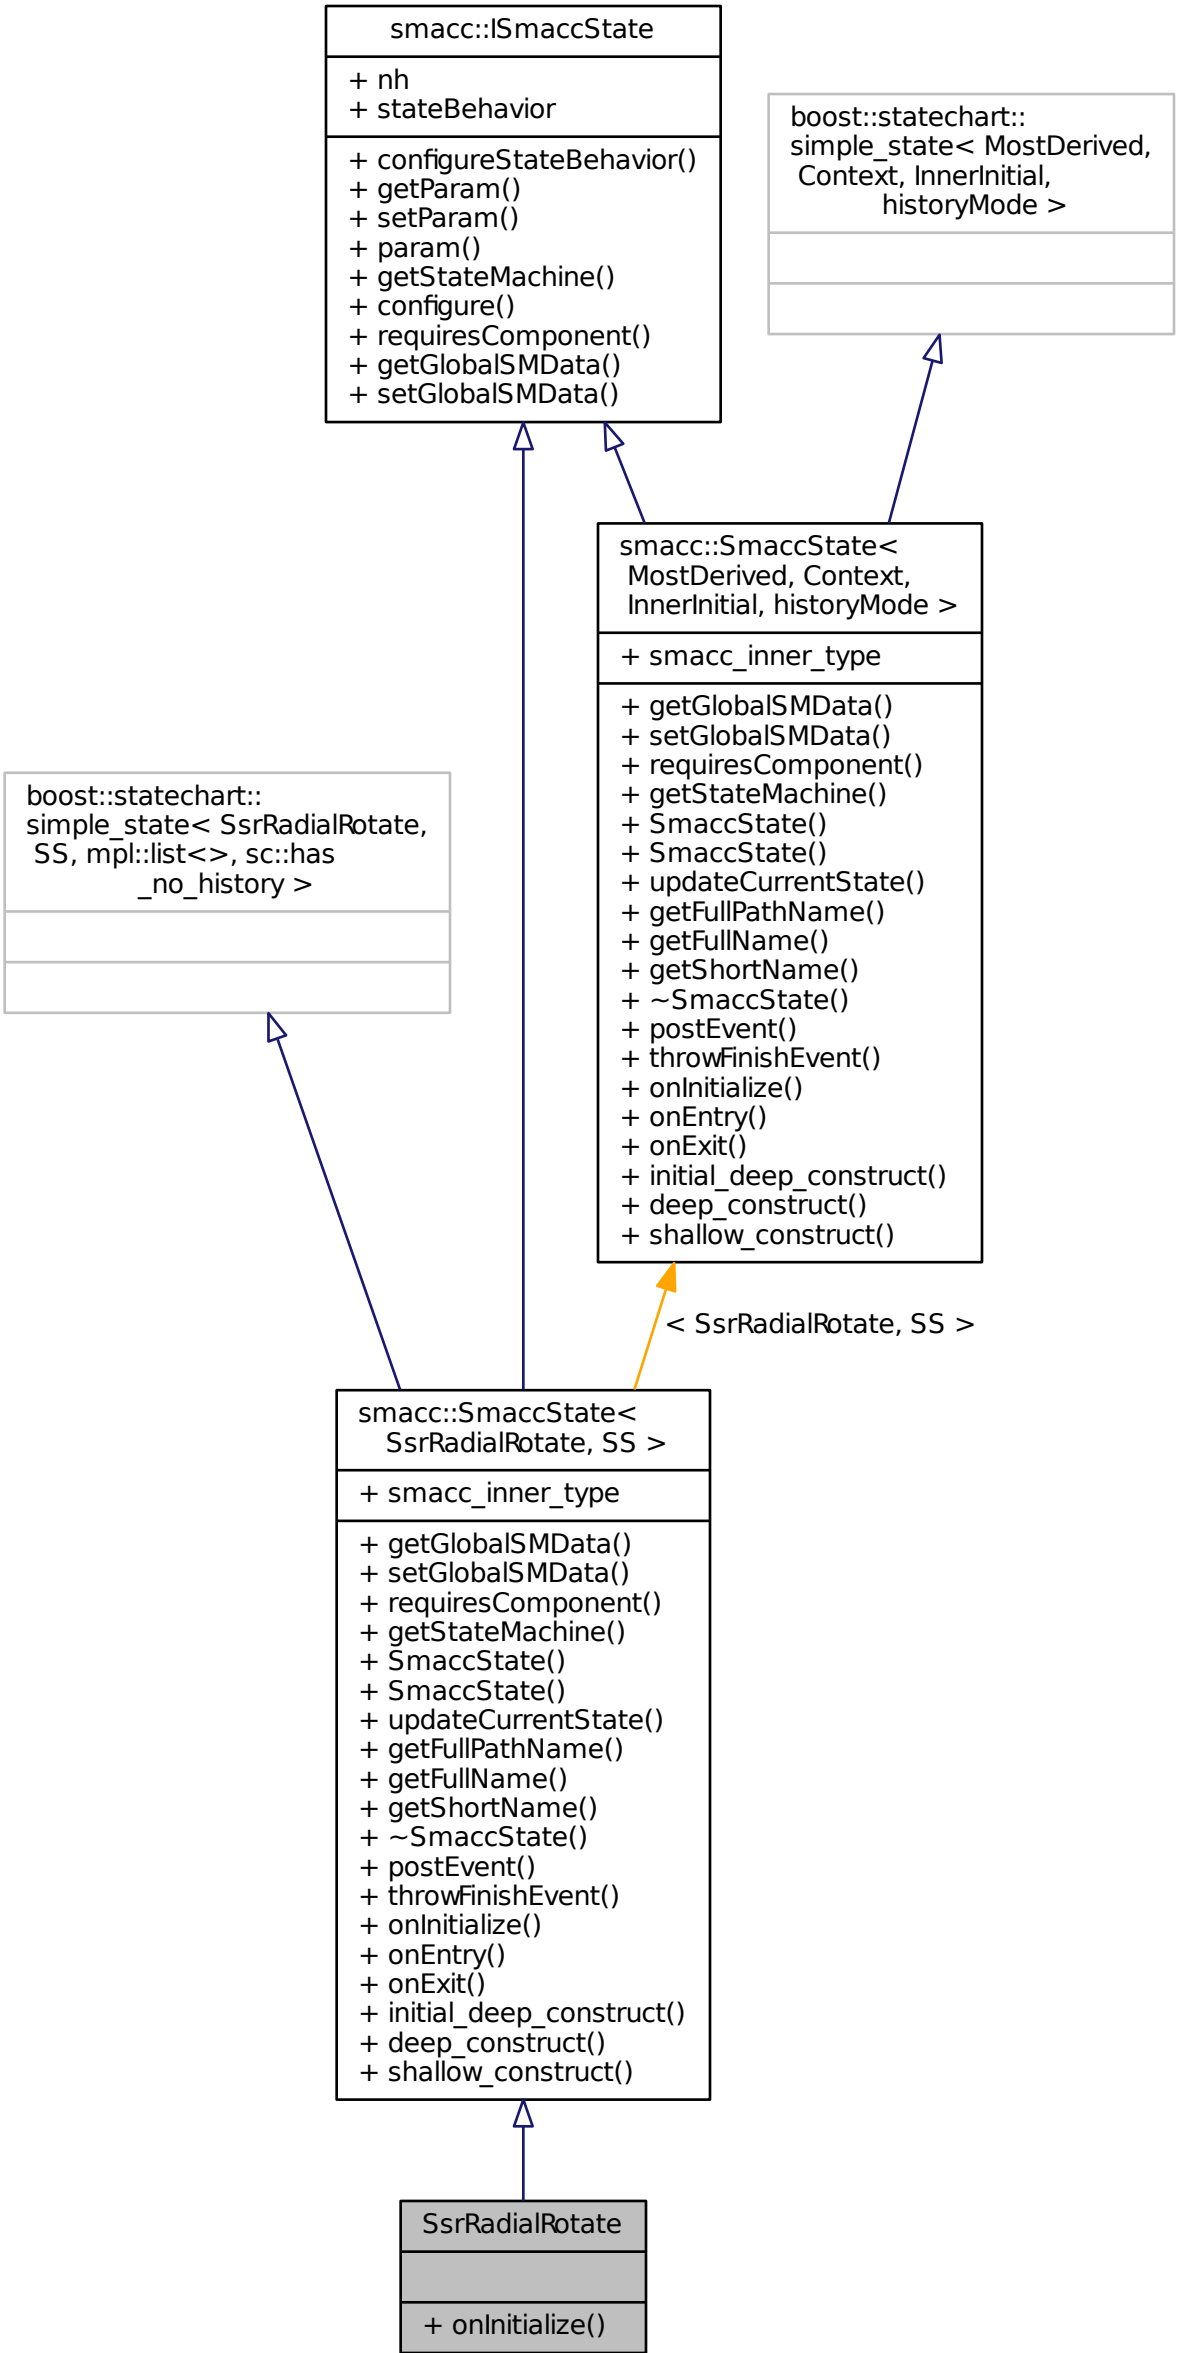 smacc::ISmaccState
+ nh
+ stateBehavior
+ configureStateBehavior()
+ getParam()
+ setParam()
+ param()
+ getStateMachine()
+ configure()
+ requiresComponent()
+ getGlobalSMData()
+ setGlobalSMData()
boost::statechart::
simple_state< MostDerived,
Context, InnerInitial,
historyMode >
smacc::SmaccState<
MostDerived, Context,
InnerInitial, historyMode >
+ smacc_inner_type
+ getGlobalSMData()
+ setGlobalSMData()
+ requiresComponent()
+ getStateMachine()
+ SmaccState()
+ SmaccState()
+ updateCurrentState()
+ getFullPathName()
+ getFullName()
+ getShortName()
+ ~SmaccState()
+ postEvent()
+ throwFinishEvent()
+ onInitialize()
+ onEntry()
+ onExit()
+ initial_deep_construct()
+ deep_construct()
+ shallow_construct()
boost::statechart::
simple_state< SsrRadialRotate,
SS, mpl::list<>, sc::has
_no_history >
< SsrRadialRotate, SS >
smacc::SmaccState<
SsrRadialRotate, SS >
+ smacc_inner_type
+ getGlobalSMData()
+ setGlobalSMData()
+ requiresComponent()
+ getStateMachine()
+ SmaccState()
+ SmaccState()
+ updateCurrentState()
+ getFullPathName()
+ getFullName()
+ getShortName()
+ ~SmaccState()
+ postEvent()
+ throwFinishEvent()
+ onInitialize()
+ onEntry()
+ onExit()
+ initial_deep_construct()
+ deep_construct()
+ shallow_construct()
SsrRadialRotate
+ onInitialize()